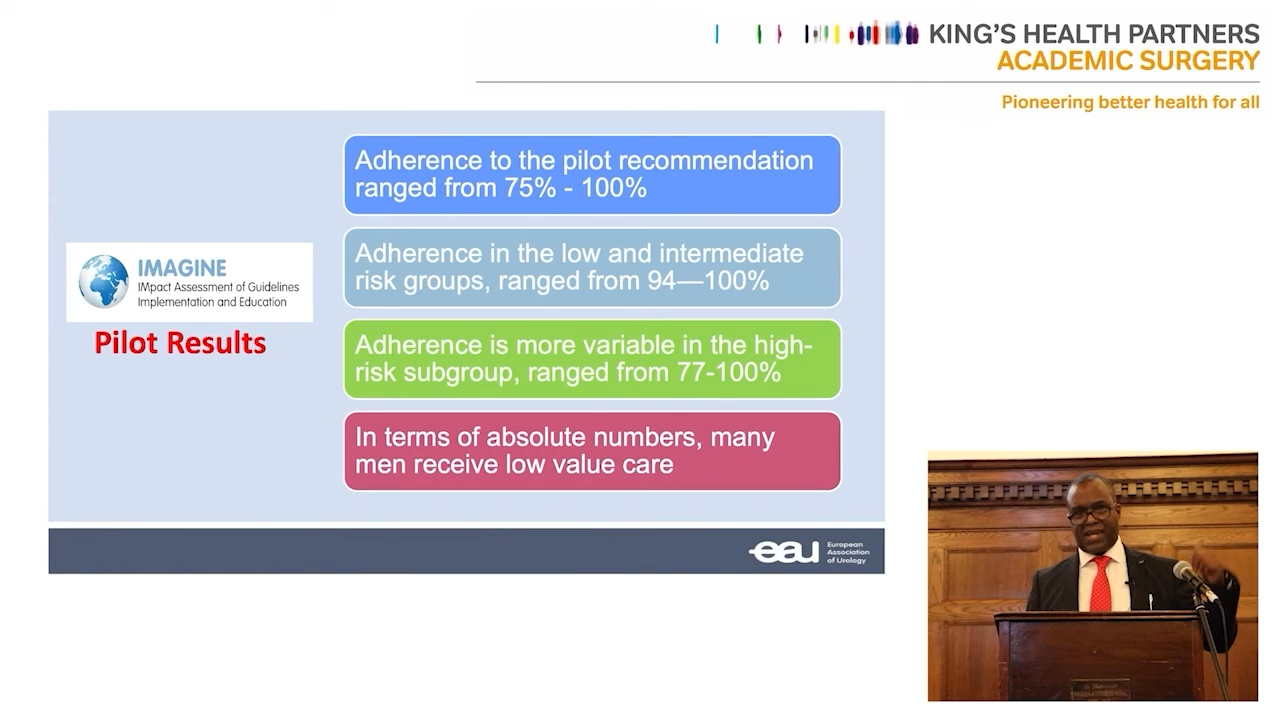 KING'S HEALTH PARTNERS
ACADEMIC SURGERY
Pioneering better health for all
Adherence to the pilot recommendation
ranged from 75% - 100%
Adherence in the low and intermediate
risk groups, ranged from 94—100%
IMAGINE
IMpact Assessment of Guidelines
Implementation and Education
Pilot Results
Adherence is more variable in the high-
risk subgroup, ranged from 77-100%
In terms of absolute numbers, many
men receive low value care
eau
European
Association
of Urology